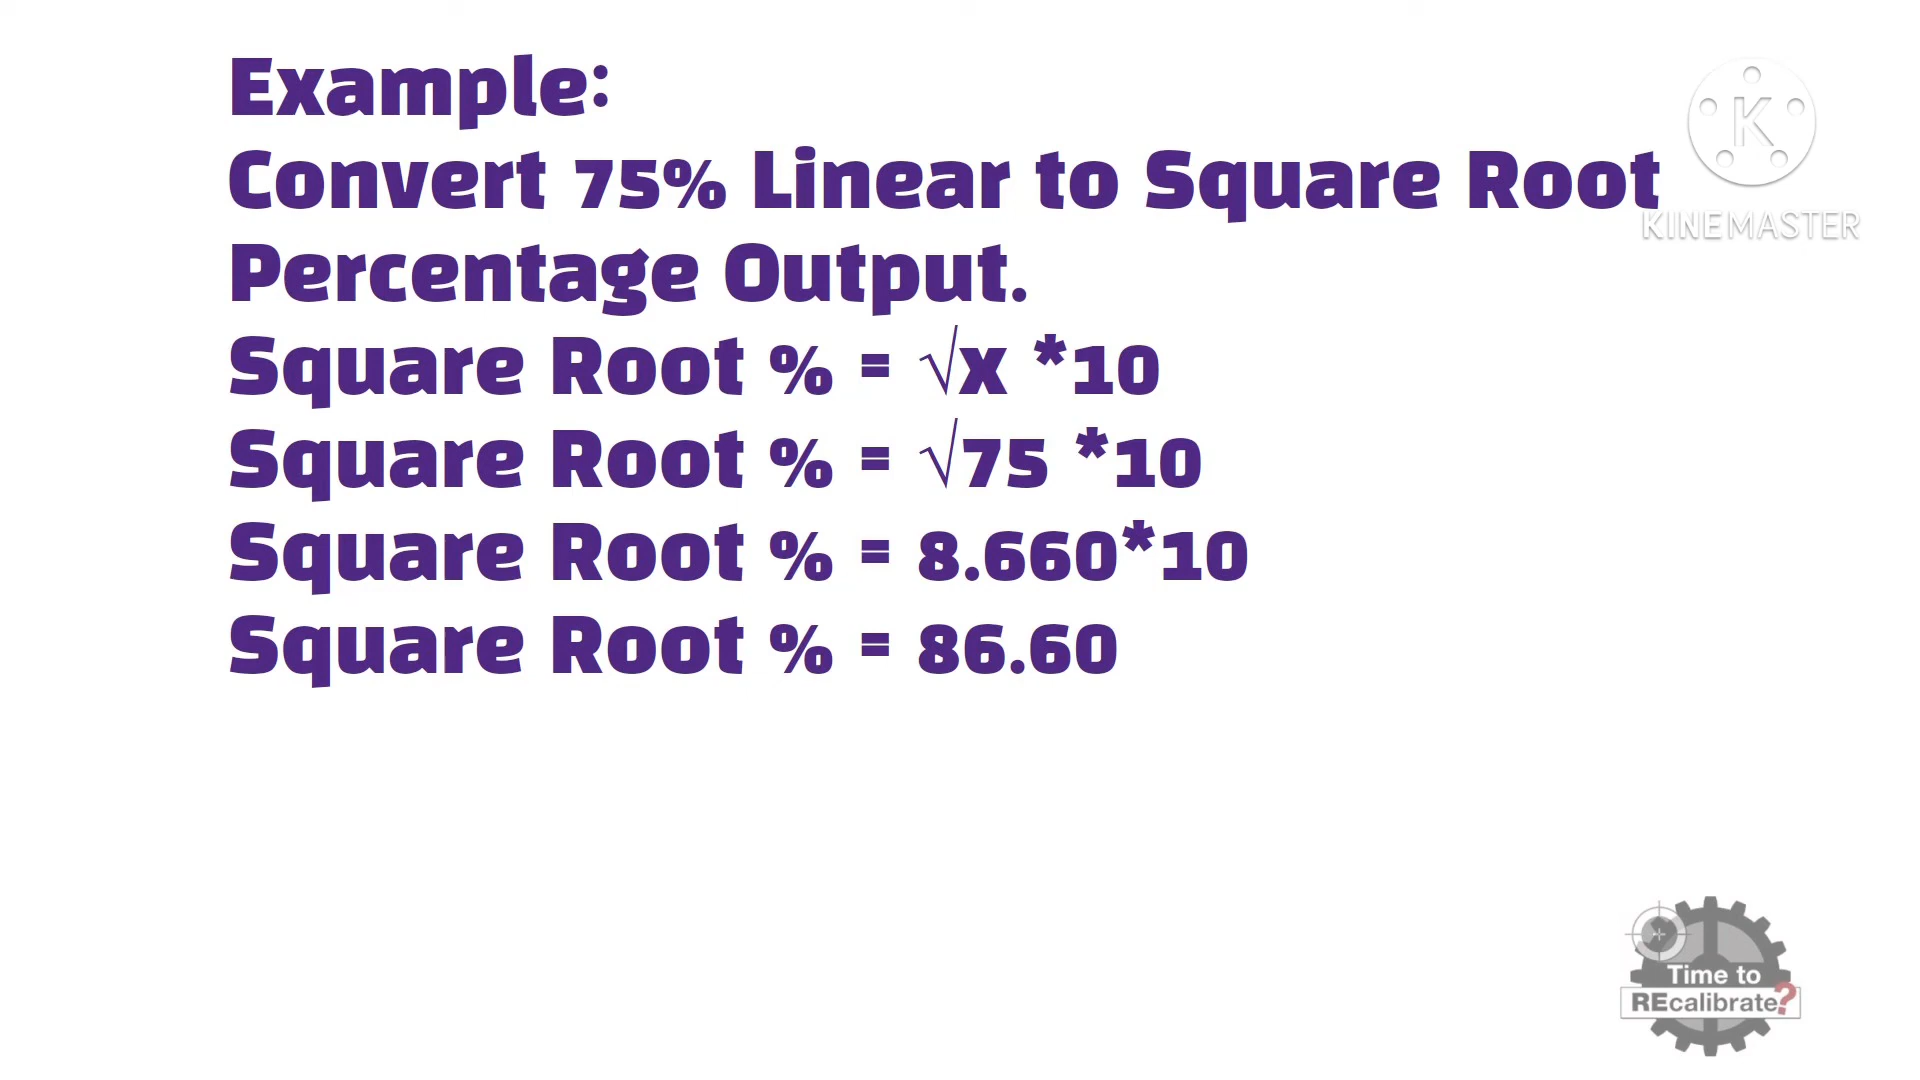 Example:
Convert 75% Linear to Square Root
Percentage Output.
Square Root % = √x *10
Square Root % = √75 *10
Square Root % = 8.660*10
Square Root % = 86.60
K
KINEMASTER
Time to
REcalibrate?